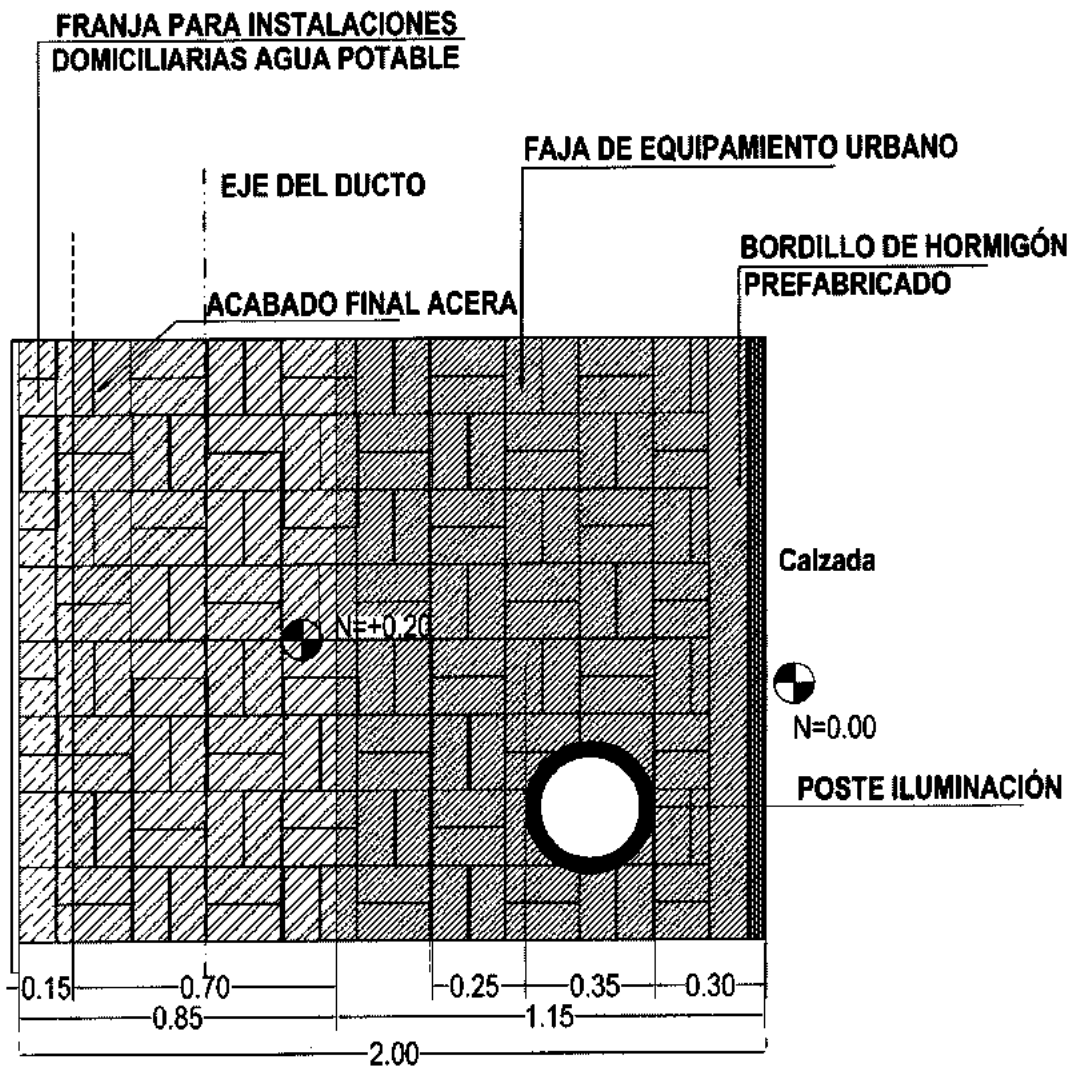 FRANJA PARA INSTALACIONES
DOMICILIARIAS AGUA POTABLE
FAJA DE EQUIPAMIENTO URBANO
EJE DEL DUCTO
BORDILLO DE HORMIGÓN
PREFABRICADO
ACABADO FINAL ACERA
Calzada
N=+0.20
N=0.00
POSTE ILUMINACIÓN
0.15
0.70
0.25
0.35
0.30
0.85
1.15
2.00